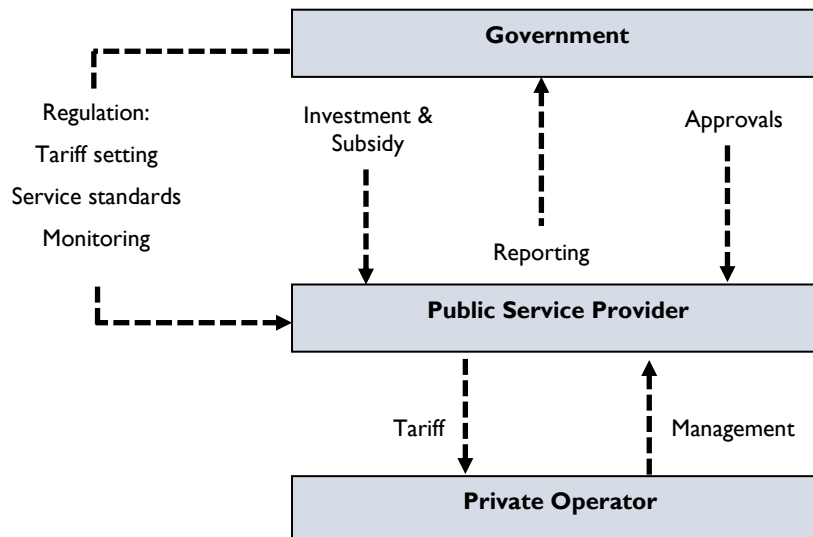 Government
Regulation:
Tariff setting
Service standards
Monitoring
Investment &
Subsidy
Approvals
Reporting
Public Service Provider
Tariff
Management
Private Operator